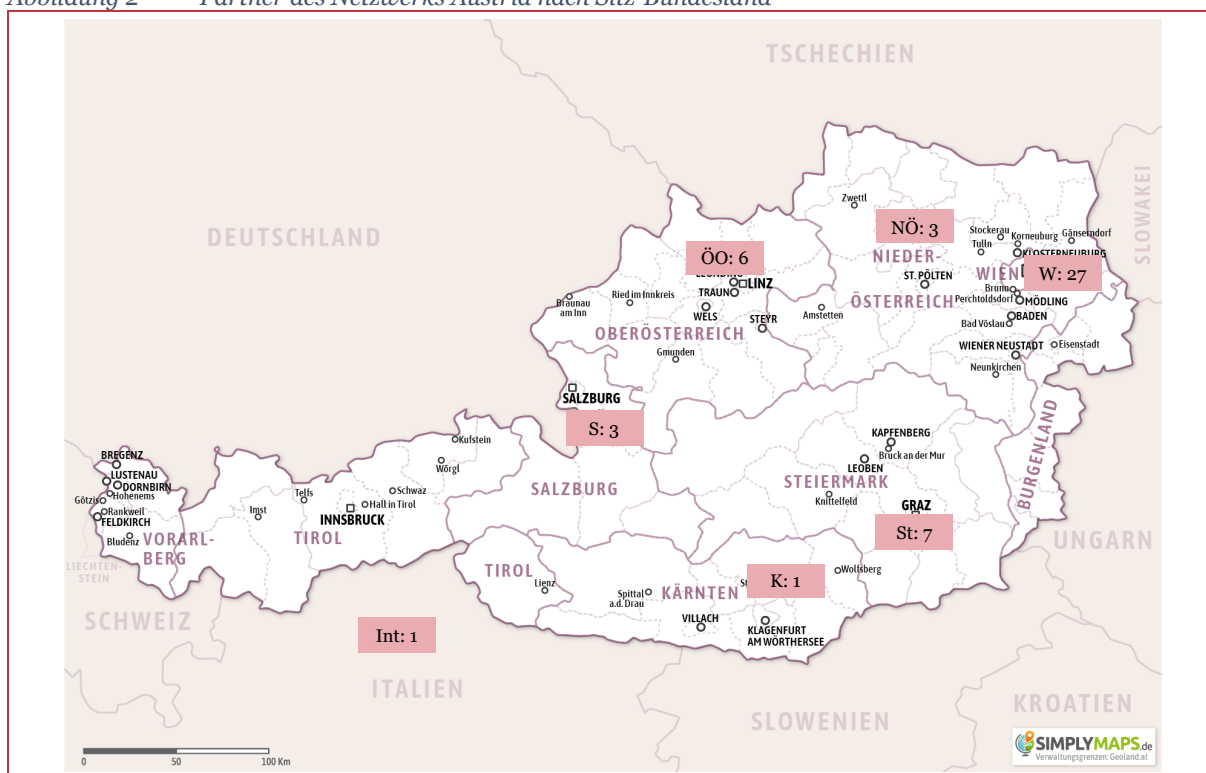 Abbildung 2 Partner des Netzwerks Austria nach Sitz-Bundesland
TSCHECHIEN
DEUTSCHLAND
SLOWAKEI
Zwettl
NÖ: 3
Stockerau
Korneuburg
Gänserndorf
Tulln
KLOSTERNEUBURG
NIEDER-
ÖSTERREICH
WIEN
W: 27
ÖO: 6
LEONDING
LINZ
TRAUN
ST. PÖLTEN
Brunn
Perchtoldsdorf
MÖDLING
Braunau
am Inn
Ried im Innkreis
WELS
STEYR
Amstetten
BADEN
Bad Vöslau
OBERÖSTERREICH
Gmunden
WIENER NEUSTADT
Eisenstadt
Neunkirchen
SALZBURG
S: 3
BURGENLAND
KAPFENBERG
Bruck an der Mur
LEOBEN
STEIERMARK
Knittelfeld
GRAZ
St: 7
Kufstein
Wörgl
SALZBURG
BREGENZ
LUSTENAU
DORNBIRN
Hohenems
Götzis
Rankweil
FELDKIRCH
Bludenz
VORARL-
BERG
Imst
Telfs
Schwaz
Hall in Tirol
INNSBRUCK
TIROL
UNGARN
LIECHTEN-
STEIN
SCHWEIZ
TIROL
Lienz
Spittal
a.d. Drau
KÄRNTEN
K: 1
Wolfsberg
VILLACH
KLAGENFURT
AM WÖRTHERSEE
Int: 1
ITALIEN
SLOWENIEN
KROATIEN
0 50 100 Km
SIMPLYMAPS.de
Verwaltungsgrenzen: Geoland.at